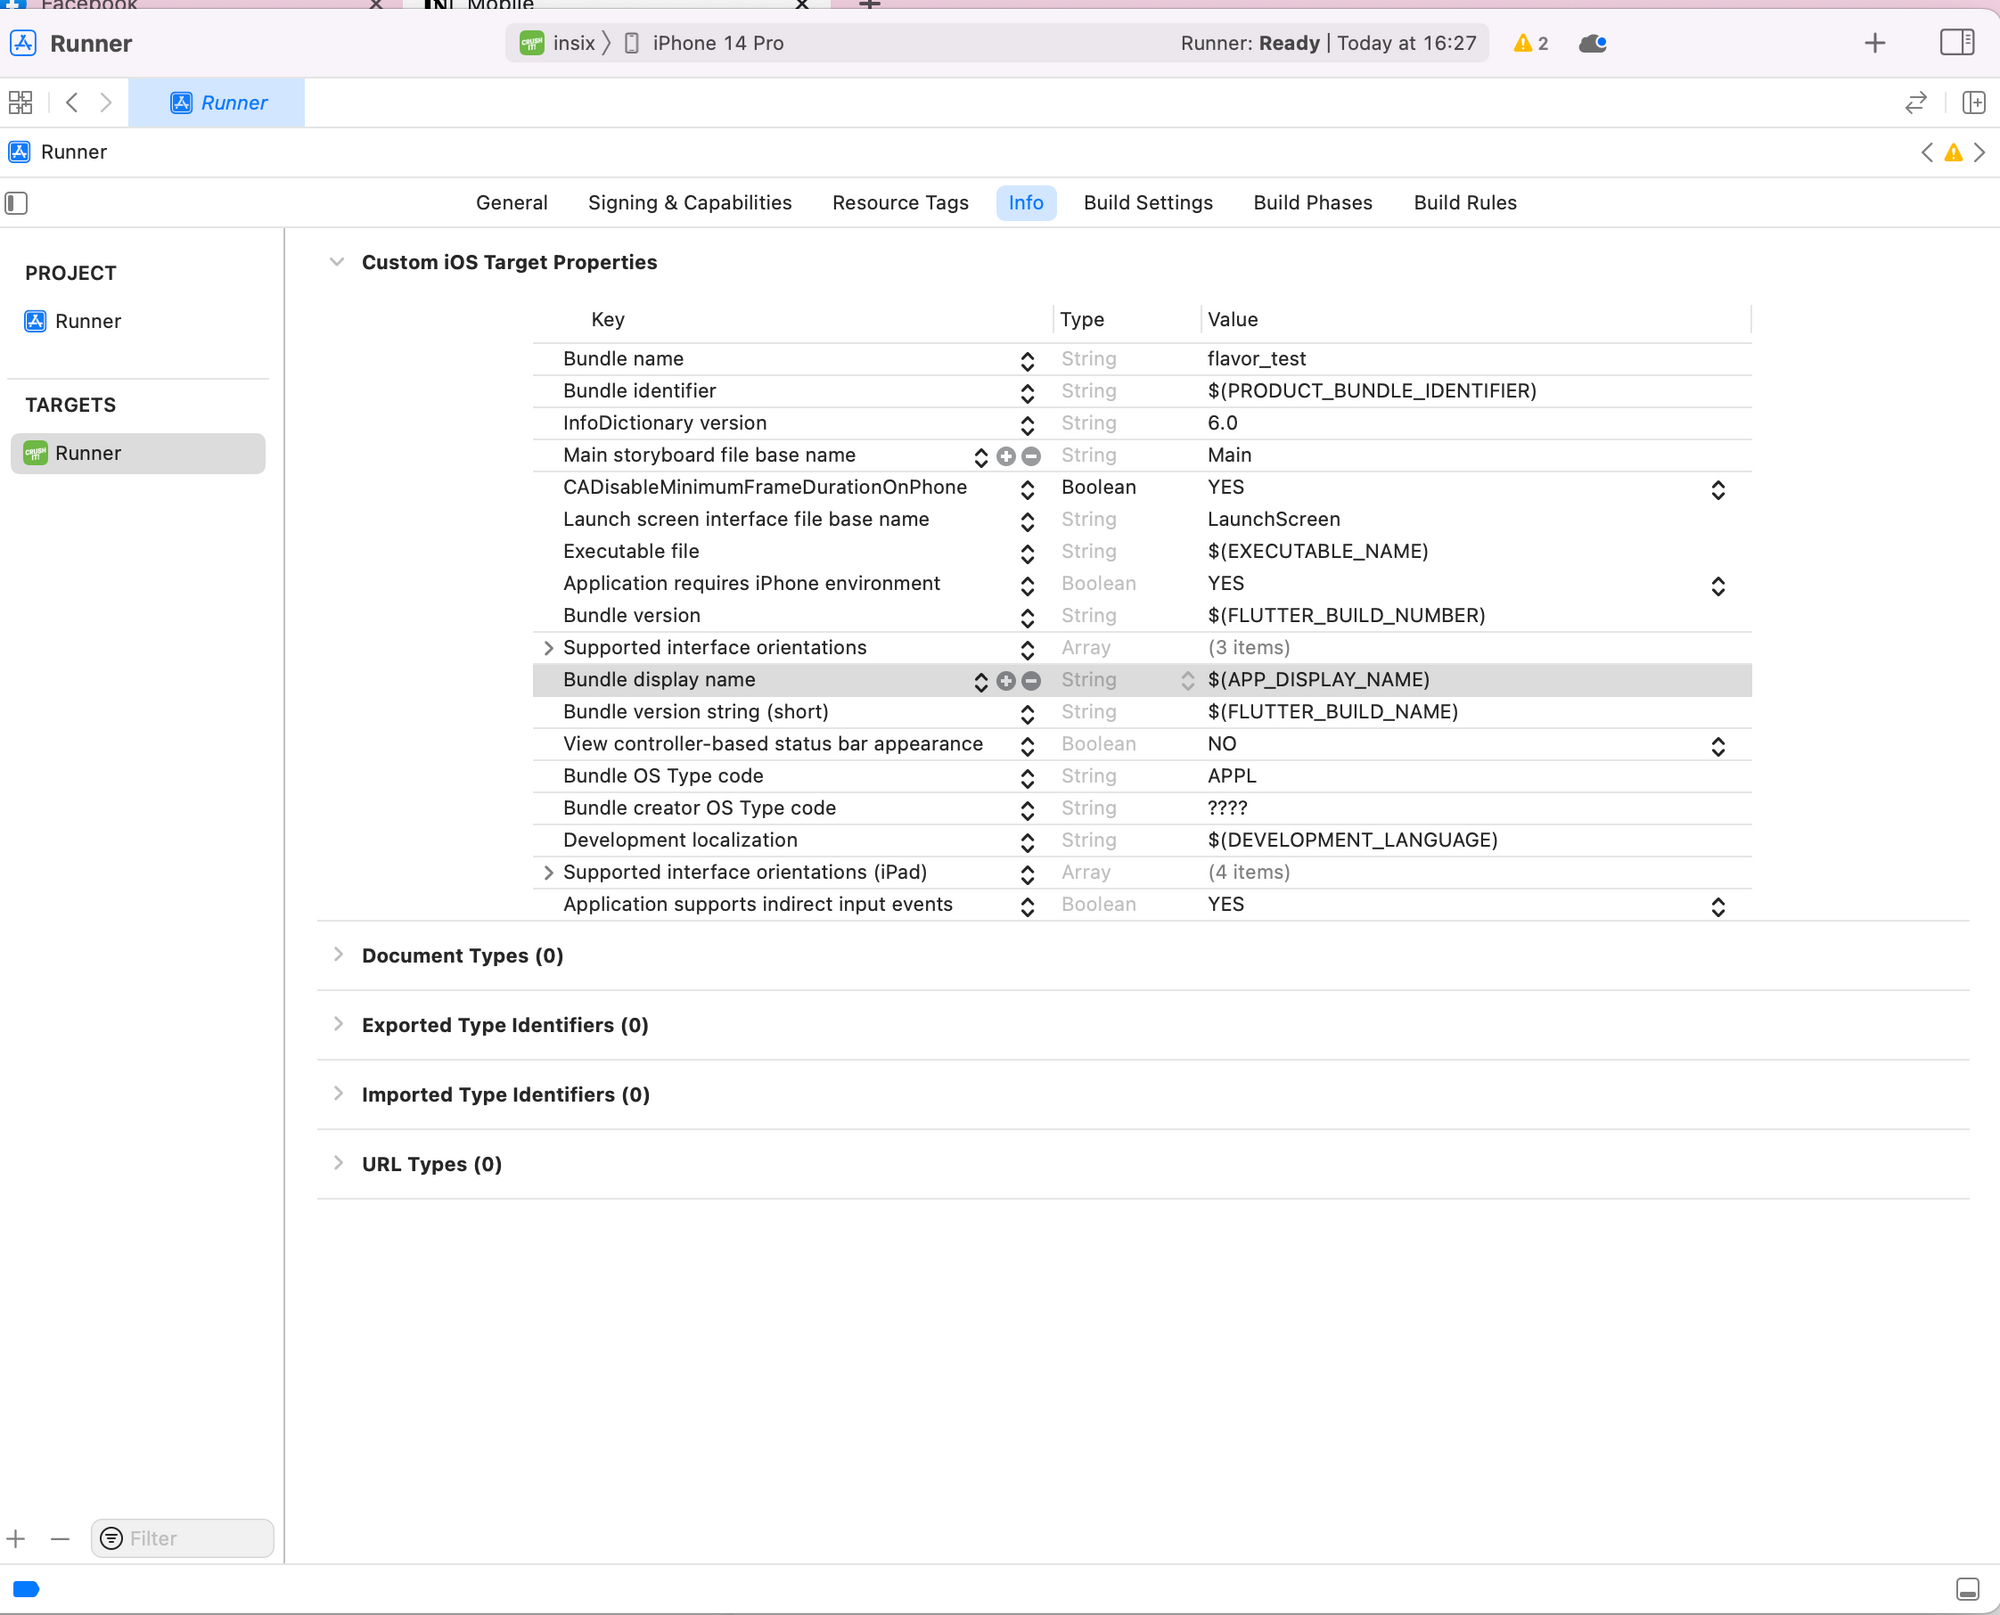 Facebook
Mobile
Runner
insix
iPhone 14 Pro
Runner: Ready | Today at 16:27
2
Runner
Runner
General
Signing & Capabilities
Resource Tags
Info
Build Settings
Build Phases
Build Rules
PROJECT
Runner
TARGETS
CRUSH IT!
Runner
Custom iOS Target Properties
Key Type Value
Bundle name String flavor_test
Bundle identifier String $(PRODUCT_BUNDLE_IDENTIFIER)
InfoDictionary version String 6.0
Main storyboard file base name String Main
CADisableMinimumFrameDurationOnPhone Boolean YES
Launch screen interface file base name String LaunchScreen
Executable file String $(EXECUTABLE_NAME)
Application requires iPhone environment Boolean YES
Bundle version String $(FLUTTER_BUILD_NUMBER)
Supported interface orientations Array (3 items)
Bundle display name String $(APP_DISPLAY_NAME)
Bundle version string (short) String $(FLUTTER_BUILD_NAME)
View controller-based status bar appearance Boolean NO
Bundle OS Type code String APPL
Bundle creator OS Type code String ????
Development localization String $(DEVELOPMENT_LANGUAGE)
Supported interface orientations (iPad) Array (4 items)
Application supports indirect input events Boolean YES
Document Types (0)
Exported Type Identifiers (0)
Imported Type Identifiers (0)
URL Types (0)
Filter